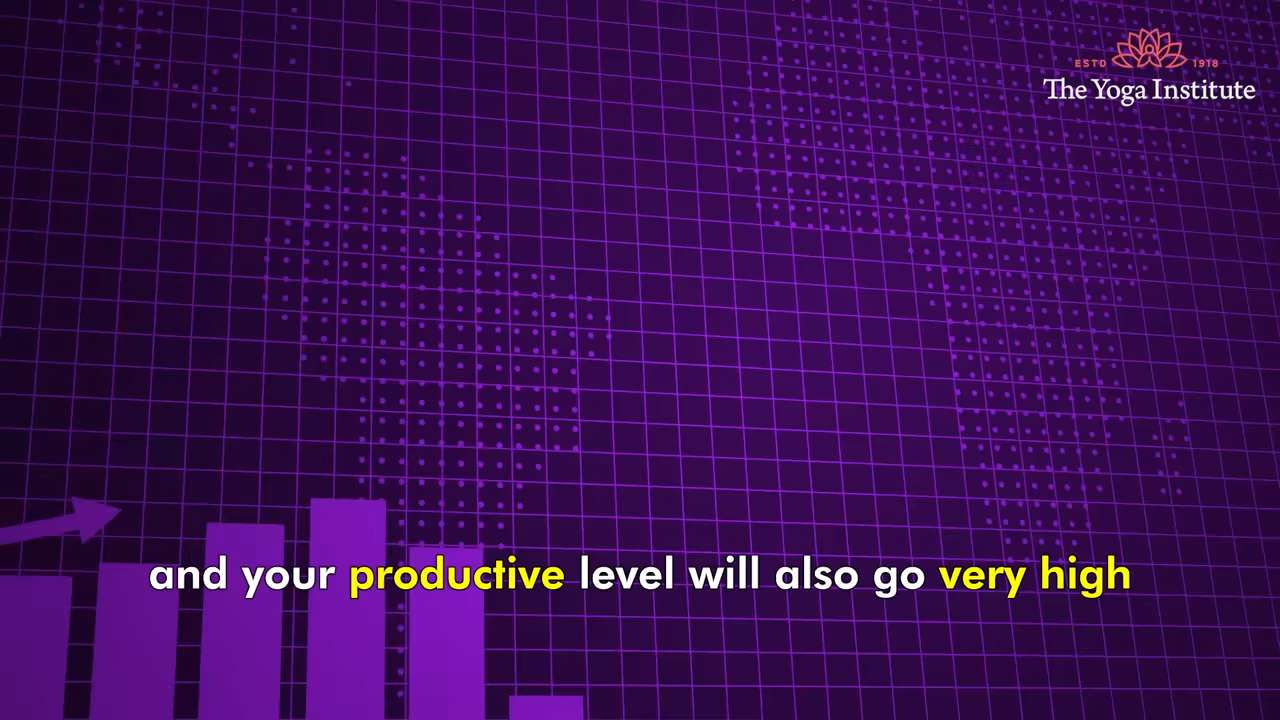 ESTD 1918
The Yoga Institute
and your productive level will also go very high